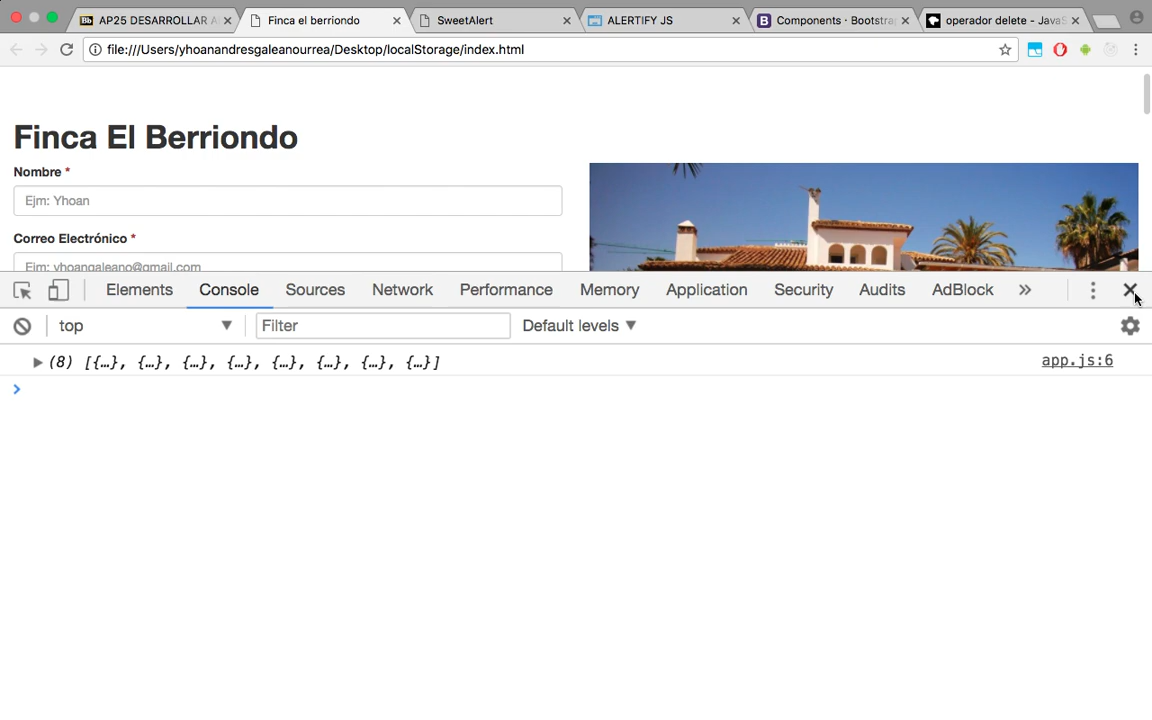 AP25 DESARROLLAR A
Finca el berriondo
SweetAlert
ALERTIFY JS
Components · Bootstra
operador delete - JavaS
file:///Users/yhoanandresgaleanourrea/Desktop/localStorage/index.html
Finca El Berriondo
Nombre *
Ejm: Yhoan
Correo Electrónico *
Ejm: yhoangaleano@gmail.com
Elements Console Sources Network Performance Memory Application Security Audits AdBlock »
top Filter Default levels
(8) [{…}, {…}, {…}, {…}, {…}, {…}, {…}, {…}] app.js:6